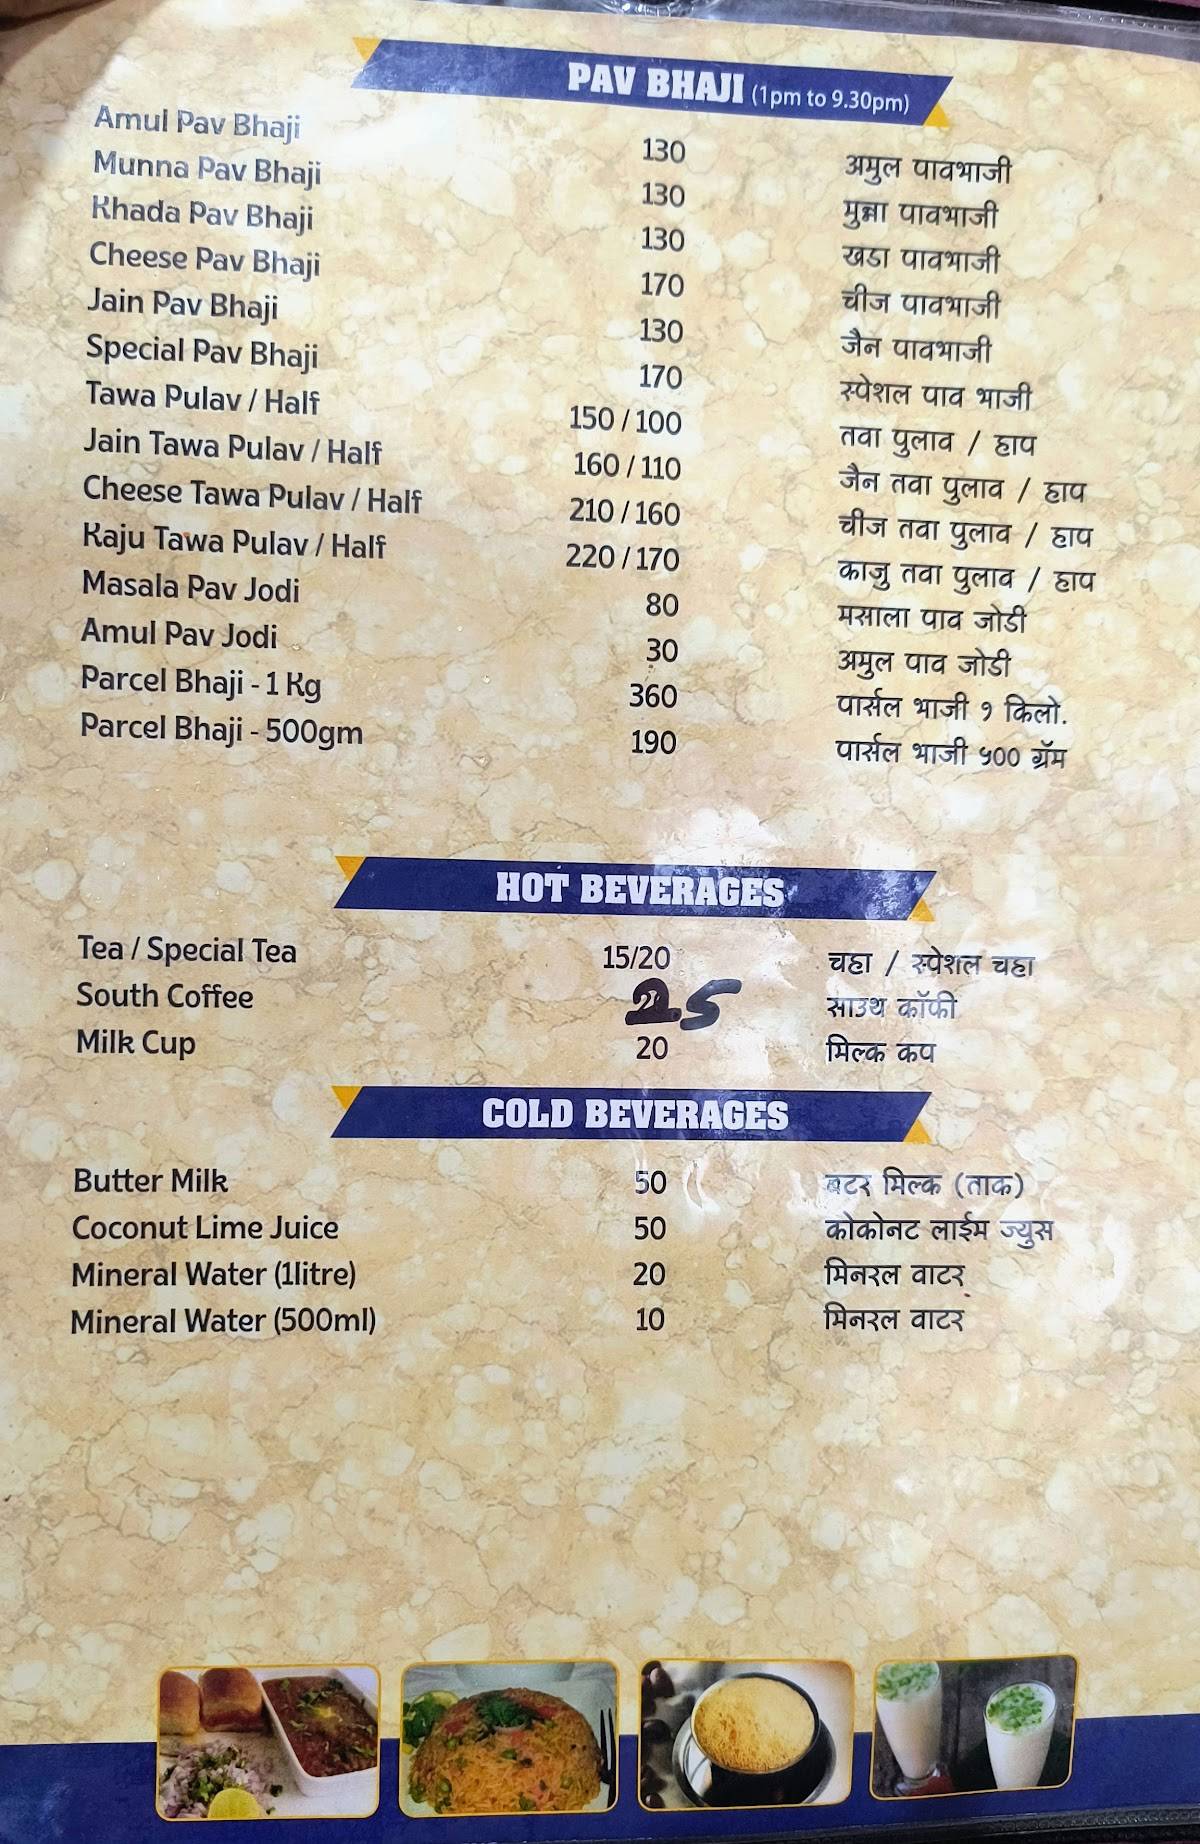 PAV BHAJI (1pm to 9.30pm)
Amul Pav Bhaji 130 अमुल पावभाजी
Munna Pav Bhaji 130 मुन्ना पावभाजी
Khada Pav Bhaji 130 खडा पावभाजी
Cheese Pav Bhaji 170 चीज पावभाजी
Jain Pav Bhaji 130 जैन पावभाजी
Special Pav Bhaji 170 स्पेशल पाव भाजी
Tawa Pulav / Half 150 / 100 तवा पुलाव / हाप
Jain Tawa Pulav / Half 160 / 110 जैन तवा पुलाव / हाप
Cheese Tawa Pulav / Half 210 / 160 चीज तवा पुलाव / हाप
Kaju Tawa Pulav / Half 220 / 170 काजु तवा पुलाव / हाप
Masala Pav Jodi 80 मसाला पाव जोडी
Amul Pav Jodi 30 अमुल पाव जोडी
Parcel Bhaji - 1 Kg 360 पार्सल भाजी १ किलो.
Parcel Bhaji - 500gm 190 पार्सल भाजी ५०० ग्रॅम
HOT BEVERAGES
Tea / Special Tea 15/20 चहा / स्पेशल चहा
South Coffee 25 साउथ कॉफी
Milk Cup 20 मिल्क कप
COLD BEVERAGES
Butter Milk 50 बटर मिल्क (ताक)
Coconut Lime Juice 50 कोकोनट लाईम ज्युस
Mineral Water (1litre) 20 मिनरल वाटर
Mineral Water (500ml) 10 मिनरल वाटर